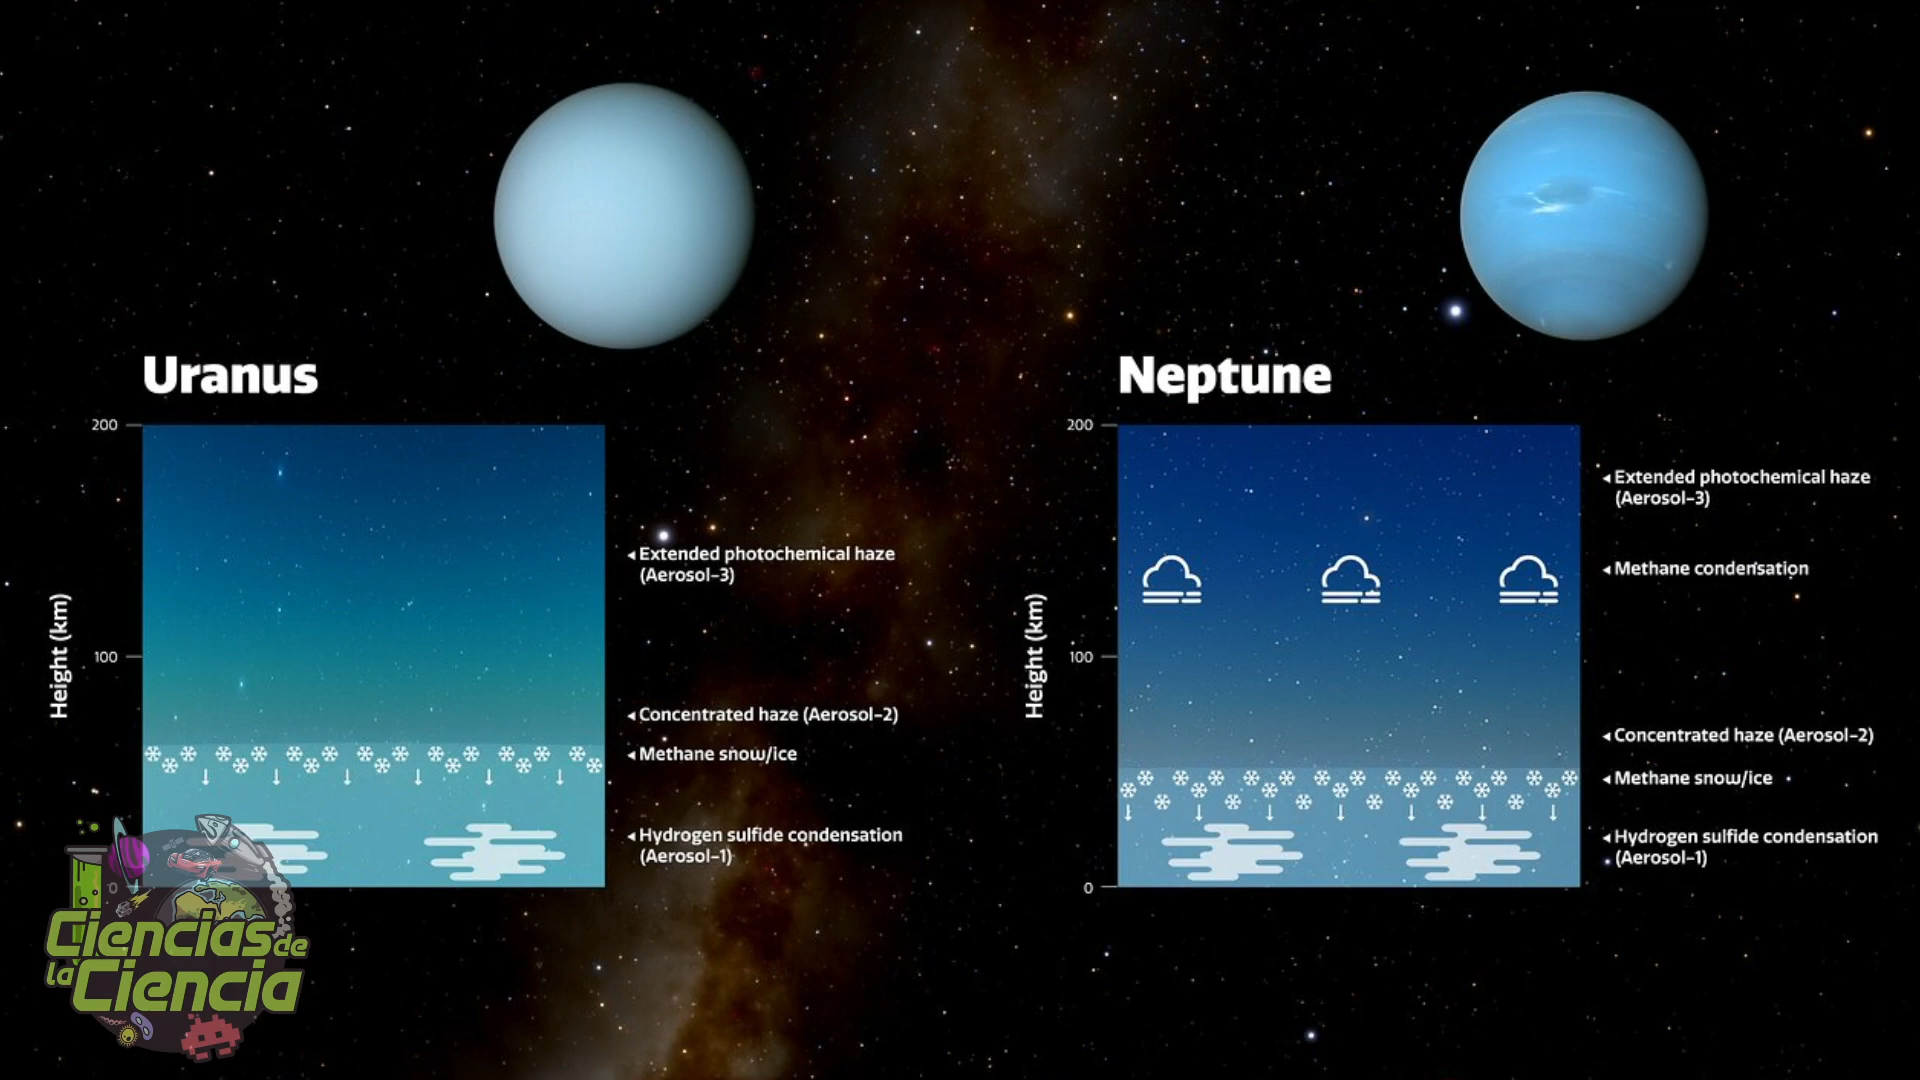 Uranus
200
100
Height (km)
Extended photochemical haze
(Aerosol-3)
Concentrated haze (Aerosol-2)
Methane snow/ice
Hydrogen sulfide condensation
(Aerosol-1)
Neptune
200
100
0
Height (km)
Extended photochemical haze
(Aerosol-3)
Methane condensation
Concentrated haze (Aerosol-2)
Methane snow/ice
Hydrogen sulfide condensation
(Aerosol-1)
0
Ciencias de
la Ciencia